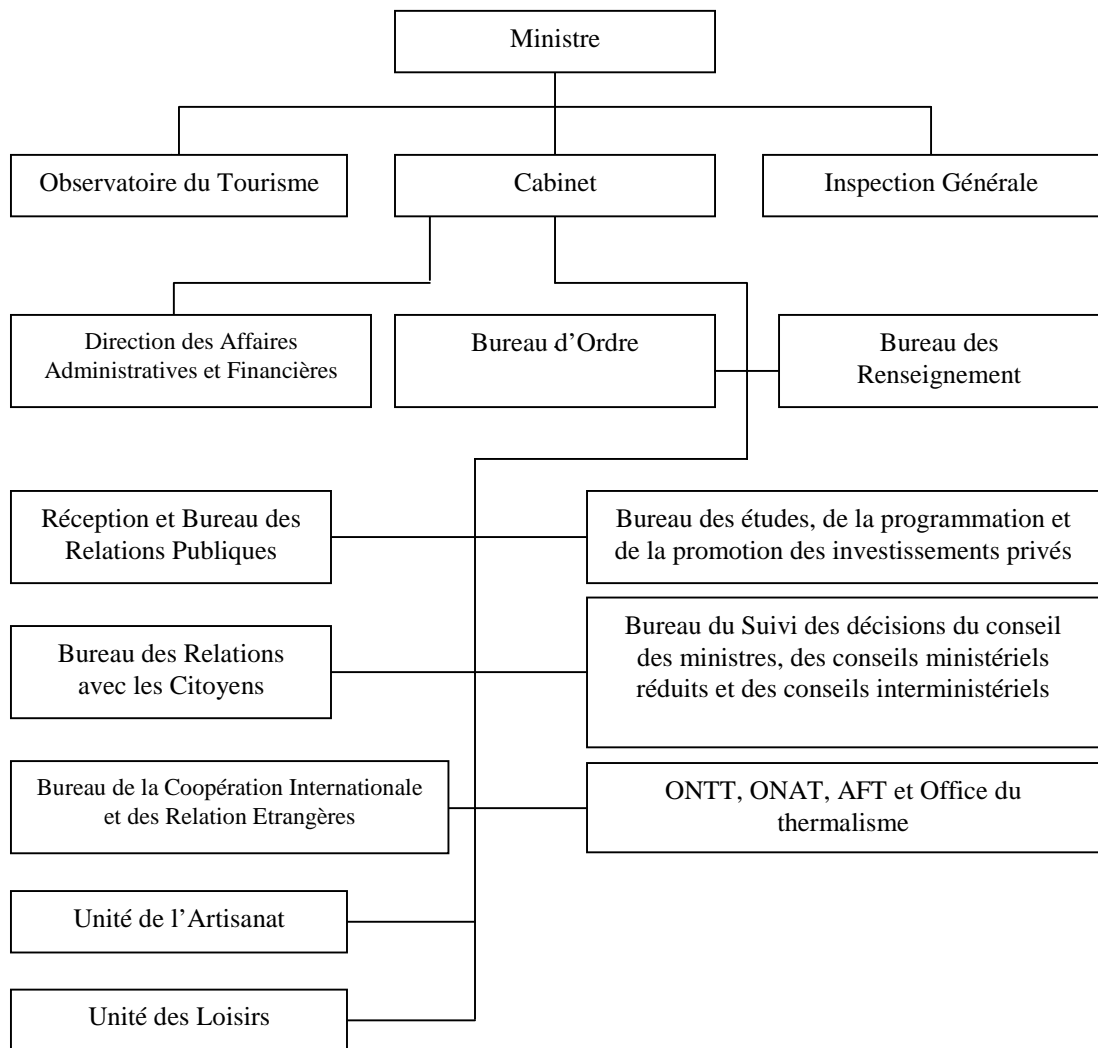 Ministre
Observatoire du Tourisme
Cabinet
Inspection Générale
Direction des Affaires
Administratives et Financières
Bureau d’Ordre
Bureau des
Renseignement
Réception et Bureau des
Relations Publiques
Bureau des études, de la programmation et
de la promotion des investissements privés
Bureau des Relations
avec les Citoyens
Bureau du Suivi des décisions du conseil
des ministres, des conseils ministériels
réduits et des conseils interministériels
Bureau de la Coopération Internationale
et des Relation Etrangères
ONTT, ONAT, AFT et Office du
thermalisme
Unité de l’Artisanat
Unité des Loisirs